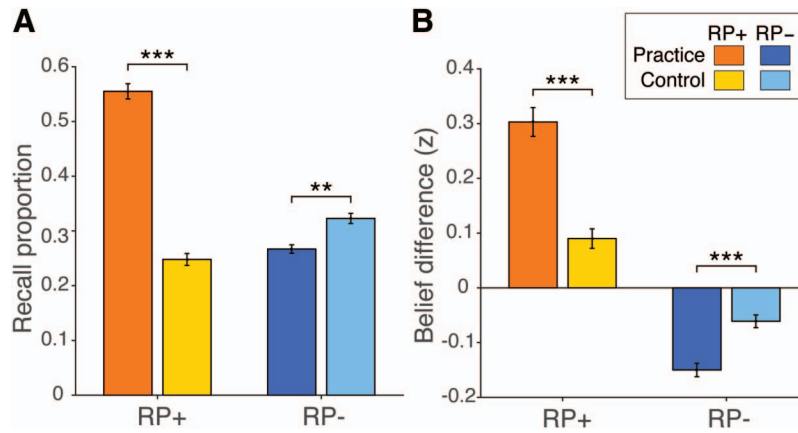 A
Recall proportion
0.6
0.5
0.4
0.3
0.2
0.1
0
***
**
RP+
RP-
B
RP+ RP-
Practice
Control
Belief difference (z)
0.4
0.3
0.2
0.1
0
-0.1
-0.2
***
***
RP+
RP-